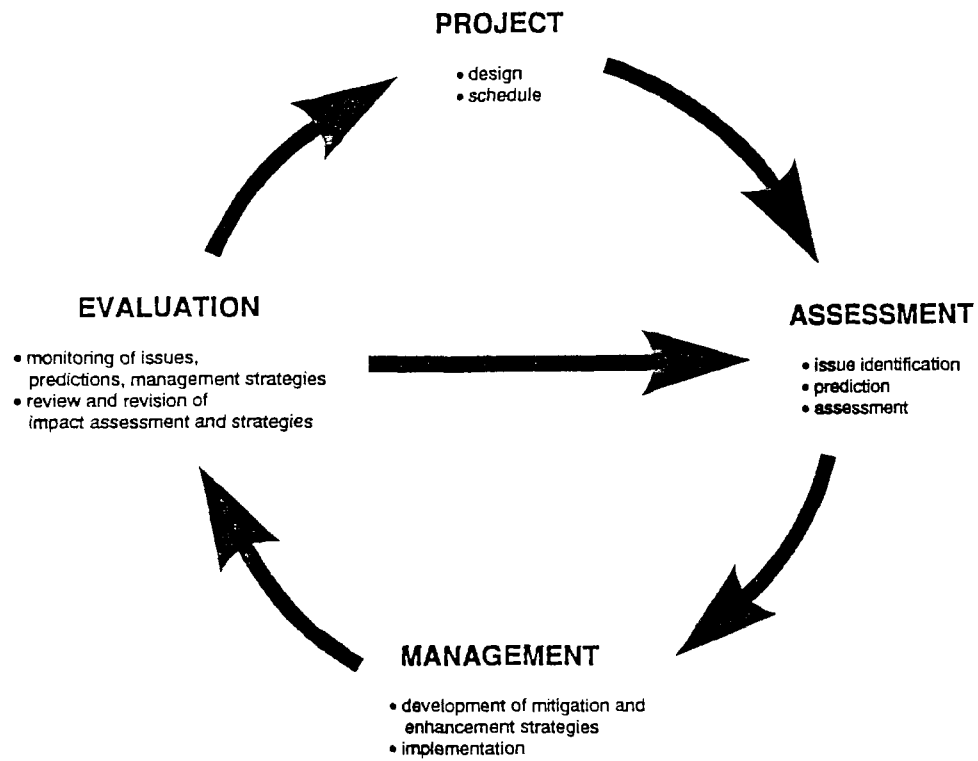 PROJECT
• design
• schedule
EVALUATION
• monitoring of issues,
predictions, management strategies
• review and revision of
impact assessment and strategies
ASSESSMENT
• issue identification
• prediction
• assessment
MANAGEMENT
• development of mitigation and
enhancement strategies
• implementation